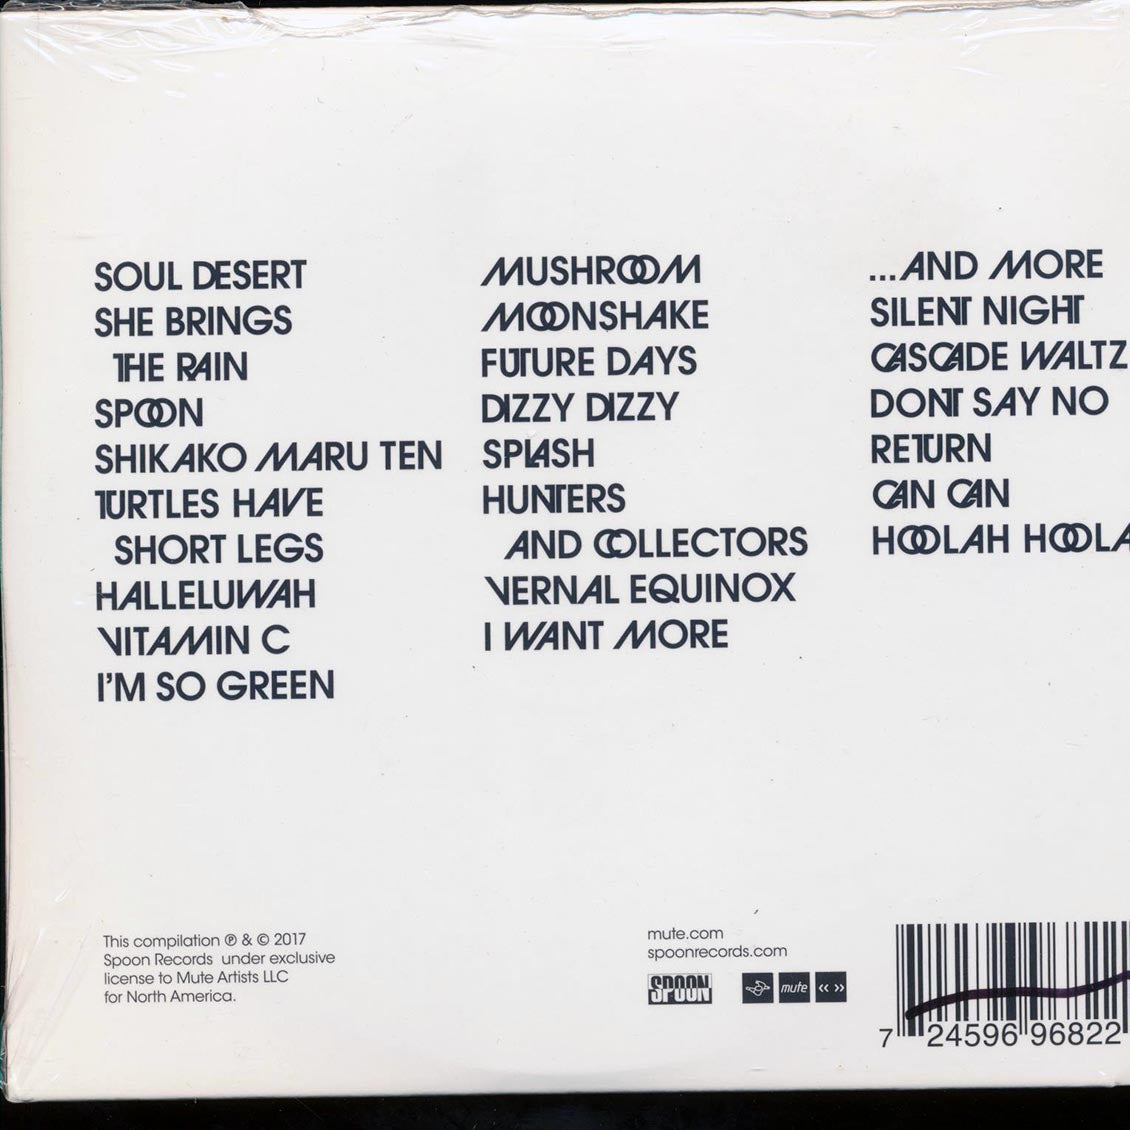 SOUL DESERT
SHE BRINGS
THE RAIN
SPOON
SHIKAKO MARU TEN
TURTLES HAVE
SHORT LEGS
HALLELUWAH
VITAMIN C
I'M SO GREEN
MUSHROOM
MOONSHAKE
FUTURE DAYS
DIZZY DIZZY
SPLASH
HUNTERS
AND COLLECTORS
VERNAL EQUINOX
I WANT MORE
...AND MORE
SILENT NIGHT
CASCADE WALTZ
DONT SAY NO
RETURN
CAN CAN
HOOLAH HOOLA
This compilation ℗ & © 2017
Spoon Records under exclusive
license to Mute Artists LLC
for North America.
mute.com
spoonrecords.com
SPOON
mute
7 24596 96822